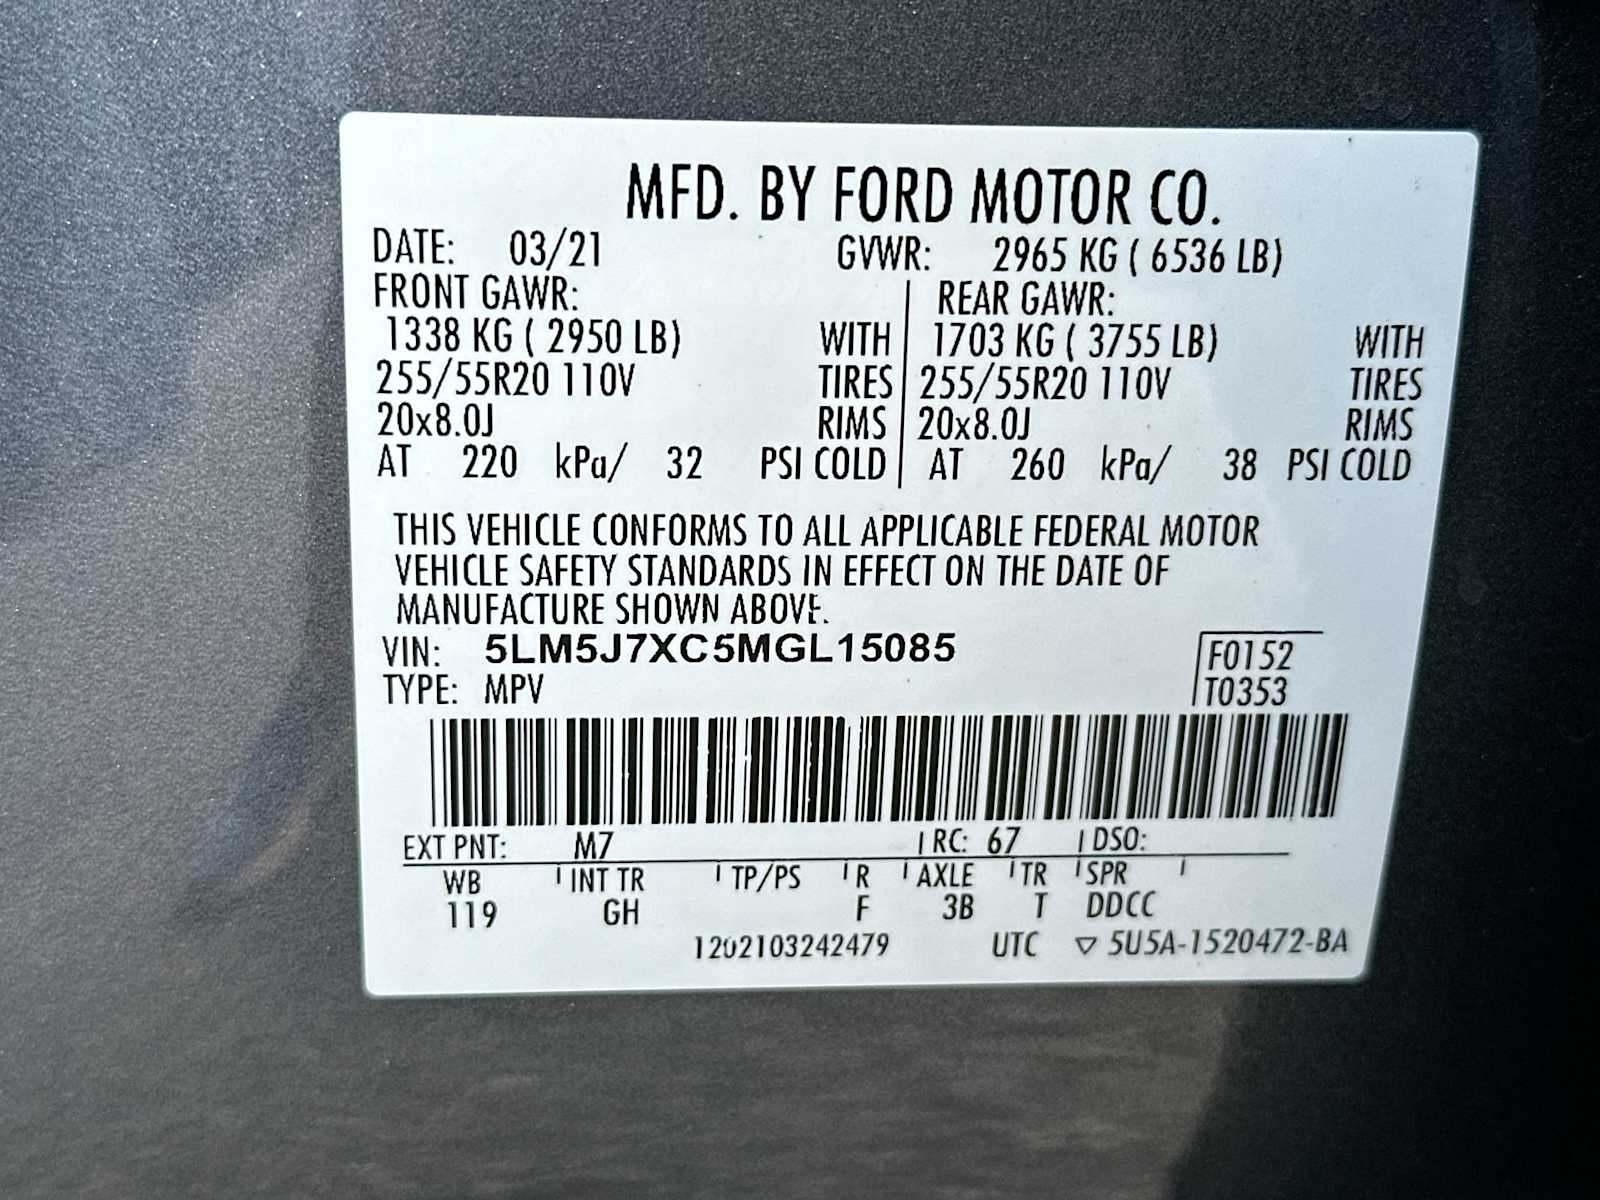 MFD. BY FORD MOTOR CO.
DATE: 03/21 GVWR: 2965 KG ( 6536 LB)
FRONT GAWR: REAR GAWR:
1338 KG ( 2950 LB) WITH 1703 KG ( 3755 LB) WITH
255/55R20 110V TIRES 255/55R20 110V TIRES
20x8.0J RIMS 20x8.0J RIMS
AT 220 kPa/ 32 PSI COLD AT 260 kPa/ 38 PSI COLD
THIS VEHICLE CONFORMS TO ALL APPLICABLE FEDERAL MOTOR
VEHICLE SAFETY STANDARDS IN EFFECT ON THE DATE OF
MANUFACTURE SHOWN ABOVE.
VIN: 5LM5J7XC5MGL15085 F0152
TYPE: MPV T0353
EXT PNT: M7 RC: 67 DSO:
WB INT TR TP/PS R AXLE TR SPR
119 GH F 3B T DDCC
1202103242479 UTC ▽ 5U5A-1520472-BA